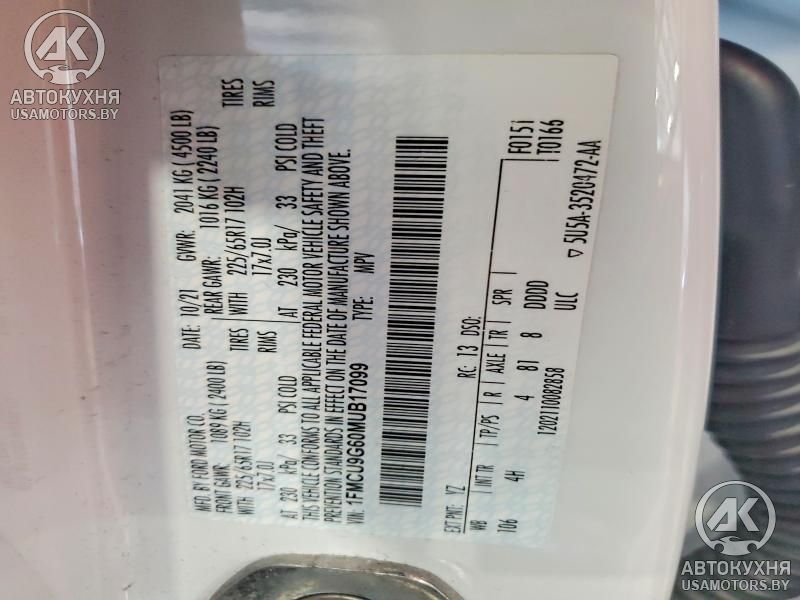 MFD. BY FORD MOTOR CO.
10/21 GVWR: 2041 KG ( 4500 LB)
FRONT GAWR: 1089 KG ( 2400 LB) REAR GAWR: 1016 KG ( 2240 LB)
WITH 225/65R17 102H TIRES WITH 225/65R17 102H TIRES
17x7.0J RIMS 17x7.0J RIMS
AT 230 kPa/ 33 PSI COLD AT 230 kPa/ 33 PSI COLD
THIS VEHICLE CONFORMS TO ALL APPLICABLE FEDERAL MOTOR VEHICLE SAFETY AND THEFT
PREVENTION STANDARDS IN EFFECT ON THE DATE OF MANUFACTURE SHOWN ABOVE.
VIN: 1FMCU9G60MUB17099 TYPE: MPV
F0151
T0166
EXT PNT: YZ RC: 13 DSO:
WB INT TR TP/PS R AXLE TR SPR
106 4H 4 81 8 DDDD
1202110082858 ULC
▽ 5U5A-3520472-AA
АК
АВТОКУХНЯ
USAMOTORS.BY
АК
АВТОКУХНЯ
USAMOTORS.BY